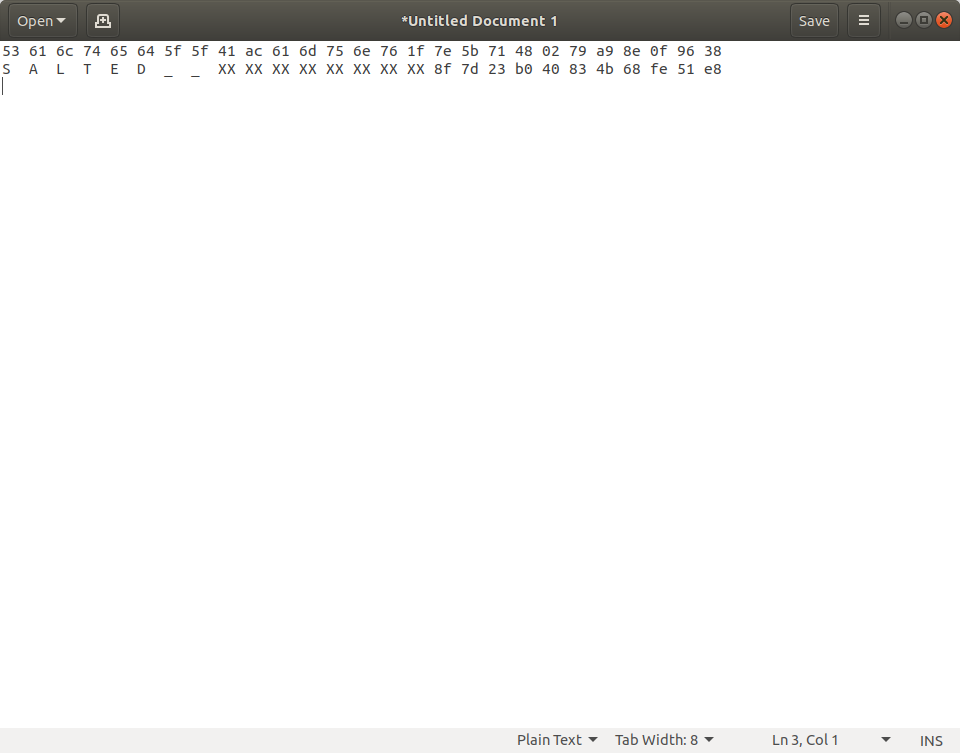 Open *Untitled Document 1 Save
53 61 6c 74 65 64 5f 5f 41 ac 61 6d 75 6e 76 1f 7e 5b 71 48 02 79 a9 8e 0f 96 38
S A L T E D _ _ XX XX XX XX XX XX XX XX 8f 7d 23 b0 40 83 4b 68 fe 51 e8
Plain Text Tab Width: 8 Ln 3, Col 1 INS